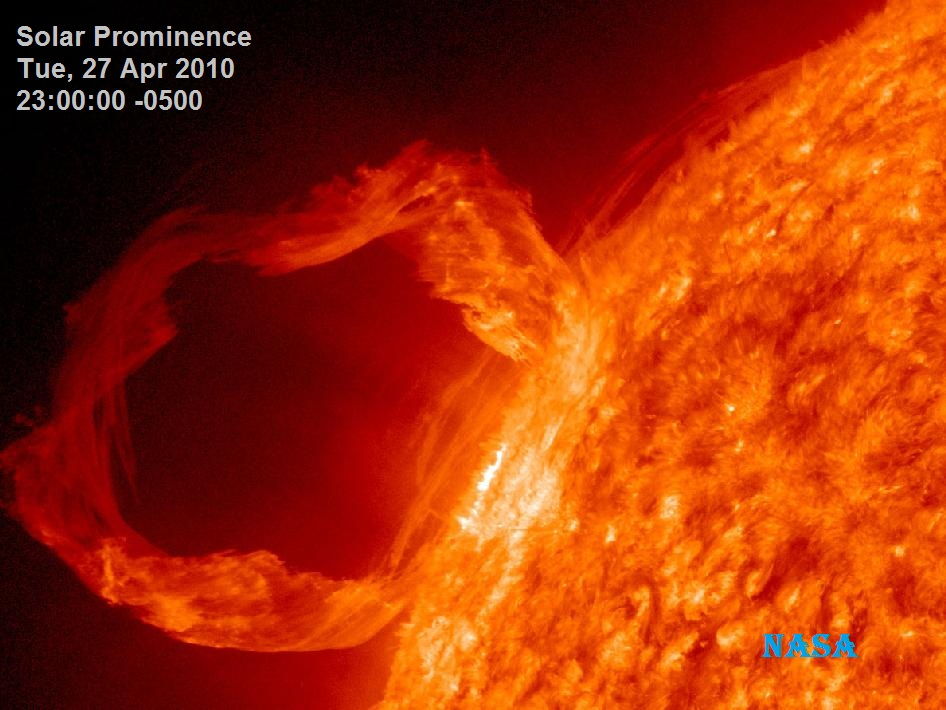 Solar Prominence
Tue, 27 Apr 2010
23:00:00 -0500
NASA